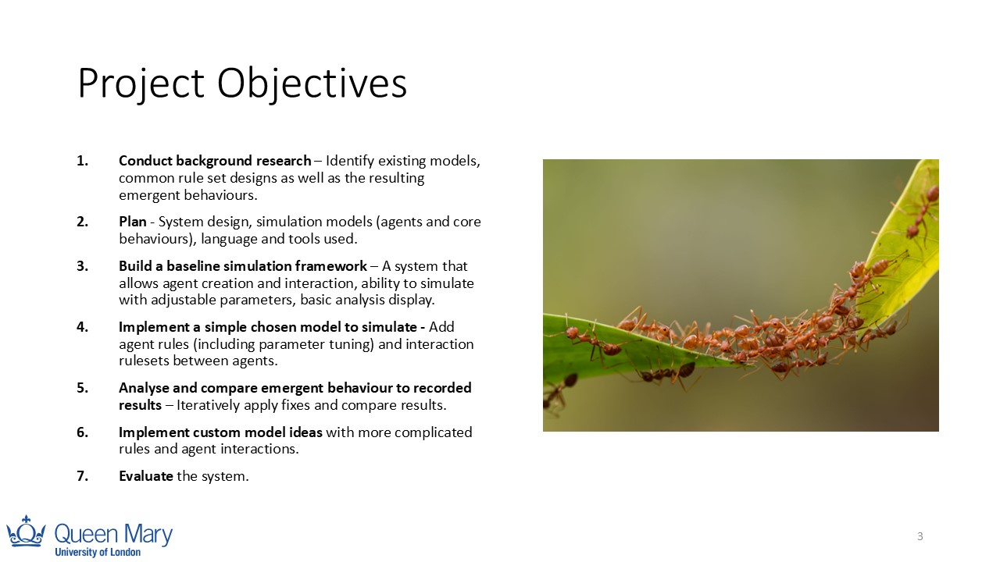 Project Objectives
1. Conduct background research – Identify existing models,
common rule set designs as well as the resulting
emergent behaviours.
2. Plan - System design, simulation models (agents and core
behaviours), language and tools used.
3. Build a baseline simulation framework – A system that
allows agent creation and interaction, ability to simulate
with adjustable parameters, basic analysis display.
4. Implement a simple chosen model to simulate - Add
agent rules (including parameter tuning) and interaction
rulesets between agents.
5. Analyse and compare emergent behaviour to recorded
results – Iteratively apply fixes and compare results.
6. Implement custom model ideas with more complicated
rules and agent interactions.
7. Evaluate the system.
Queen Mary
University of London
3